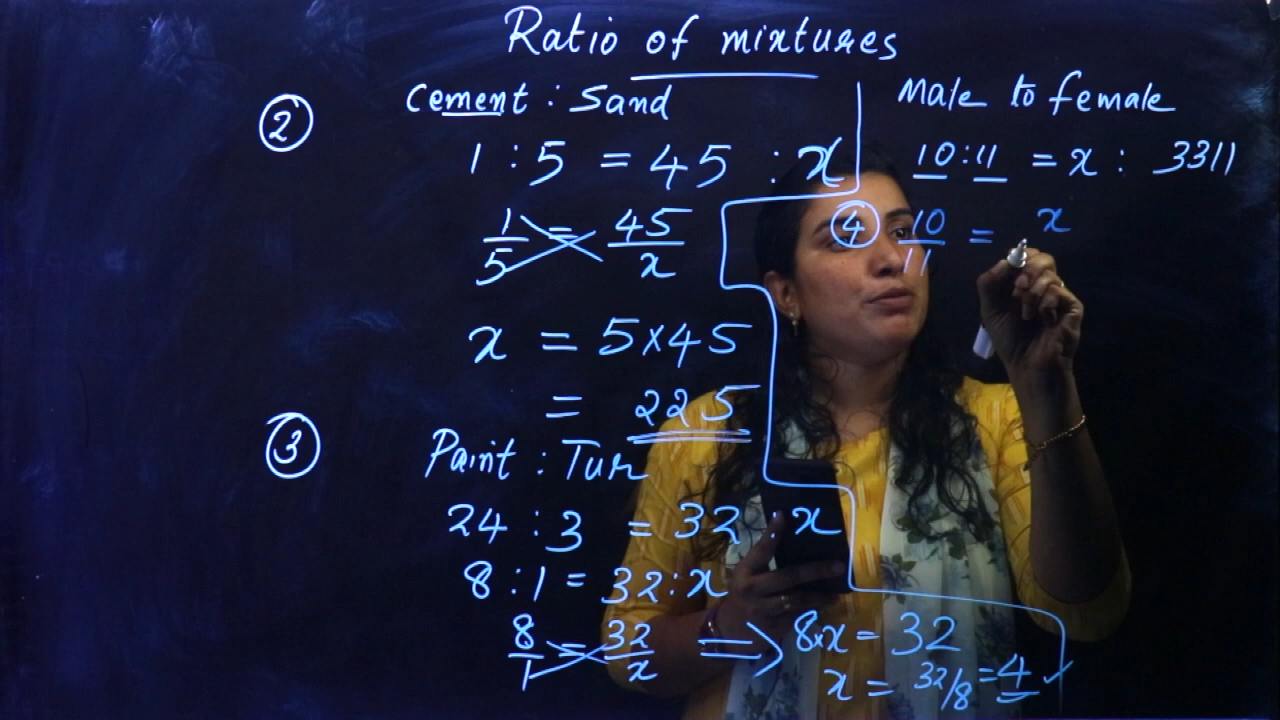 Ratio of mixtures
② Cement : Sand
1 : 5 = 45 : x
1/5 = 45/x
x = 5×45
= 225
③ Paint : Tur
24 : 3 = 32 : x
8 : 1 = 32 : x
8/1 = 32/x ⟹ 8×x = 32
x = 32/8 = 4 ✓
Male to female
10 : 11 = x : 3311
④ 10/11 = x